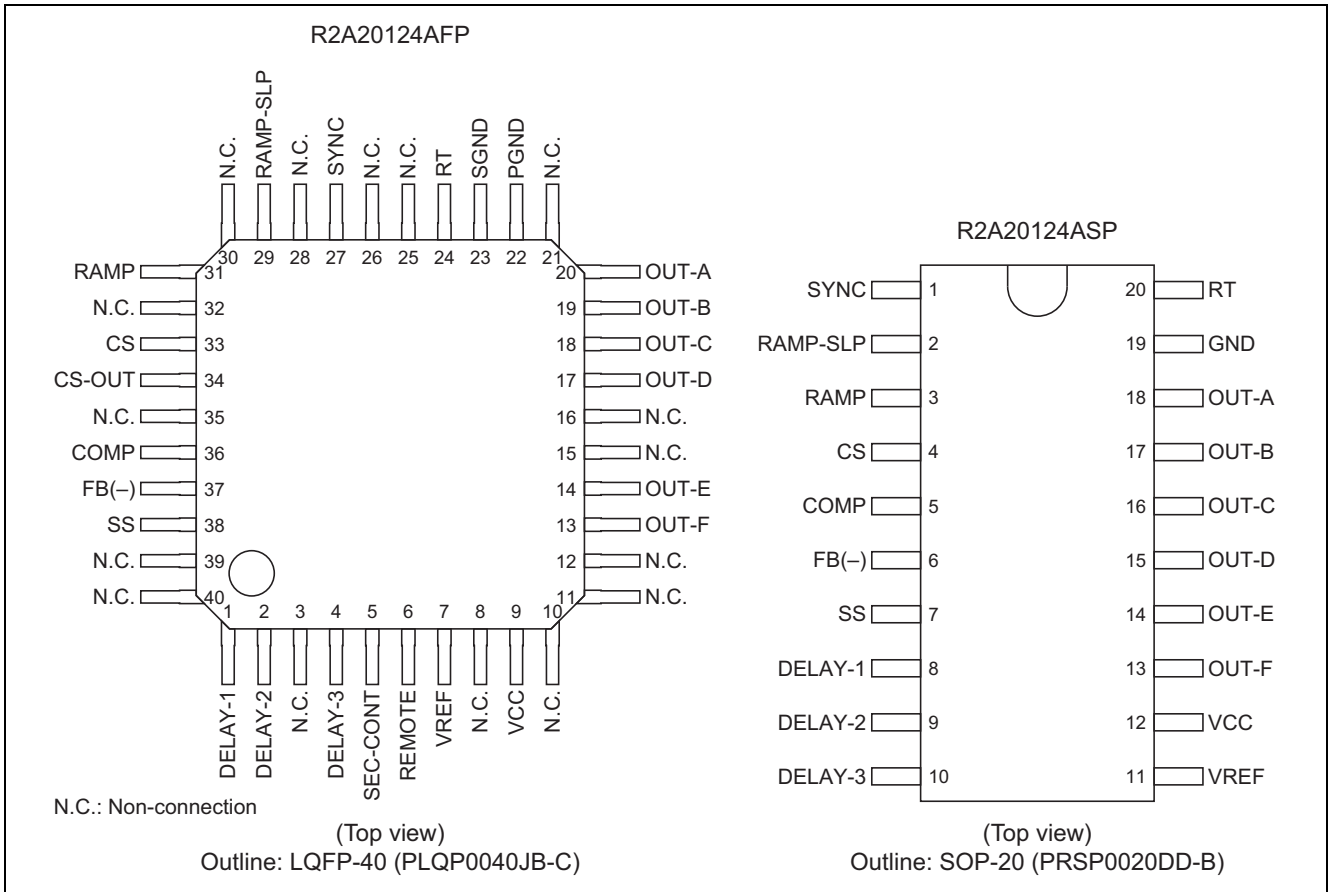 R2A20124AFP
N.C.
RAMP-SLP
N.C.
SYNC
N.C.
N.C.
RT
SGND
PGND
N.C.
30 29 28 27 26 25 24 23 22 21
RAMP 31
N.C. 32
CS 33
CS-OUT 34
N.C. 35
COMP 36
FB(–) 37
SS 38
N.C. 39
N.C. 40
20 OUT-A
19 OUT-B
18 OUT-C
17 OUT-D
16 N.C.
15 N.C.
14 OUT-E
13 OUT-F
12 N.C.
11 N.C.
1 2 3 4 5 6 7 8 9 10
DELAY-1
DELAY-2
N.C.
DELAY-3
SEC-CONT
REMOTE
VREF
N.C.
VCC
N.C.
N.C.: Non-connection
(Top view)
Outline: LQFP-40 (PLQP0040JB-C)
R2A20124ASP
SYNC 1 20 RT
RAMP-SLP 2 19 GND
RAMP 3 18 OUT-A
CS 4 17 OUT-B
COMP 5 16 OUT-C
FB(–) 6 15 OUT-D
SS 7 14 OUT-E
DELAY-1 8 13 OUT-F
DELAY-2 9 12 VCC
DELAY-3 10 11 VREF
(Top view)
Outline: SOP-20 (PRSP0020DD-B)